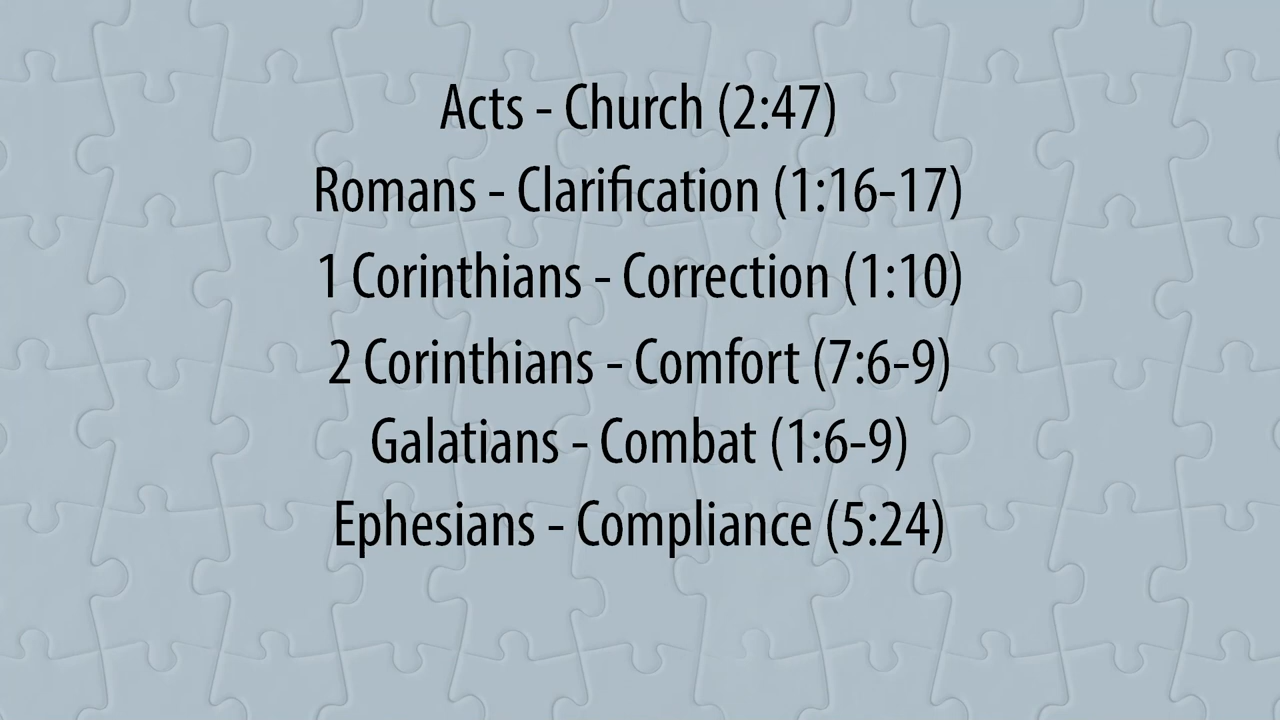 Acts - Church (2:47)
Romans - Clarification (1:16-17)
1 Corinthians - Correction (1:10)
2 Corinthians - Comfort (7:6-9)
Galatians - Combat (1:6-9)
Ephesians - Compliance (5:24)